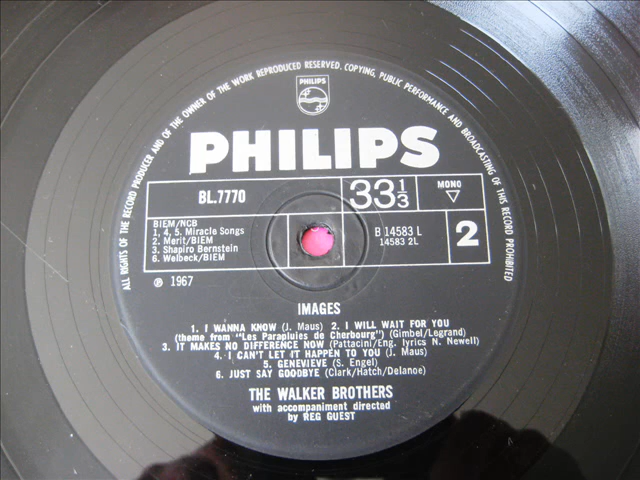 ALL RIGHTS OF THE RECORD PRODUCER AND OF THE OWNER OF THE WORK REPRODUCED RESERVED. COPYING, PUBLIC PERFORMANCE AND BROADCASTING OF THIS RECORD PROHIBITED
PHILIPS
PHILIPS
BL.7770
33 1/3
MONO
BIEM/NCB
1, 4, 5. Miracle Songs
2. Merit/BIEM
3. Shapiro Bernstein
6. Welbeck/BIEM
B 14583 L
14583 2L
2
℗ 1967
IMAGES
1. I WANNA KNOW (J. Maus) 2. I WILL WAIT FOR YOU
(theme from "Les Parapluies de Cherbourg") (Gimbel/Legrand)
3. IT MAKES NO DIFFERENCE NOW (Pattacini/Eng. lyrics N. Newell)
4. I CAN'T LET IT HAPPEN TO YOU (J. Maus)
5. GENEVIEVE (S. Engel)
6. JUST SAY GOODBYE (Clark/Hatch/Delanoe)
THE WALKER BROTHERS
with accompaniment directed
by REG GUEST